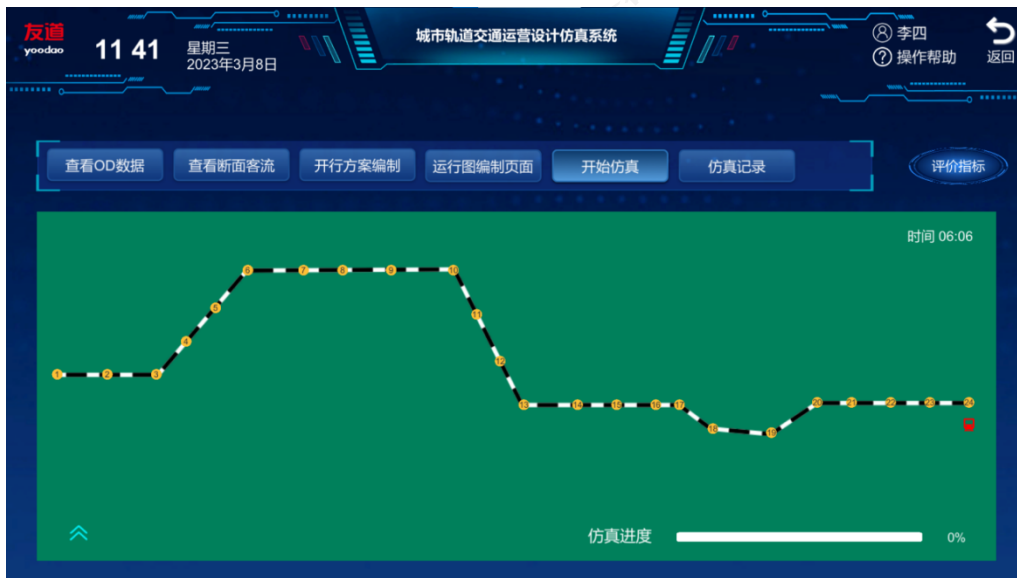 友道
yoodao
11 41
星期三
2023年3月8日
城市轨道交通运营设计仿真系统
李四
操作帮助
返回
查看OD数据
查看断面客流
开行方案编制
运行图编制页面
开始仿真
仿真记录
评价指标
时间 06:06
6
7
8
9
10
5
11
4
12
1
2
3
13
14
15
16
17
18
19
20
21
22
23
24
仿真进度
0%